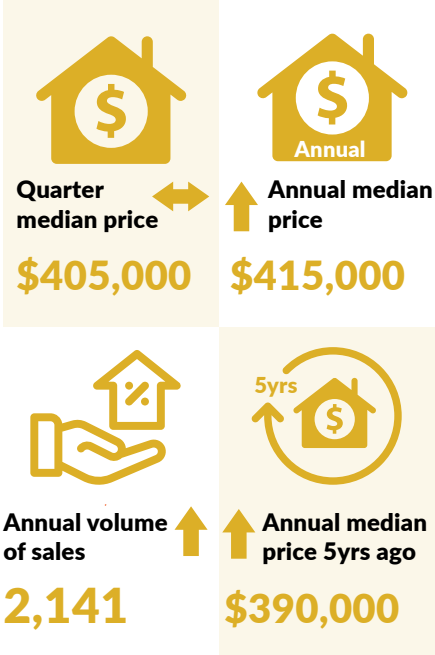 $
$
Annual
Quarter
median price
$405,000
Annual median
price
$415,000
%
5yrs
$
Annual volume
of sales
2,141
Annual median
price 5yrs ago
$390,000